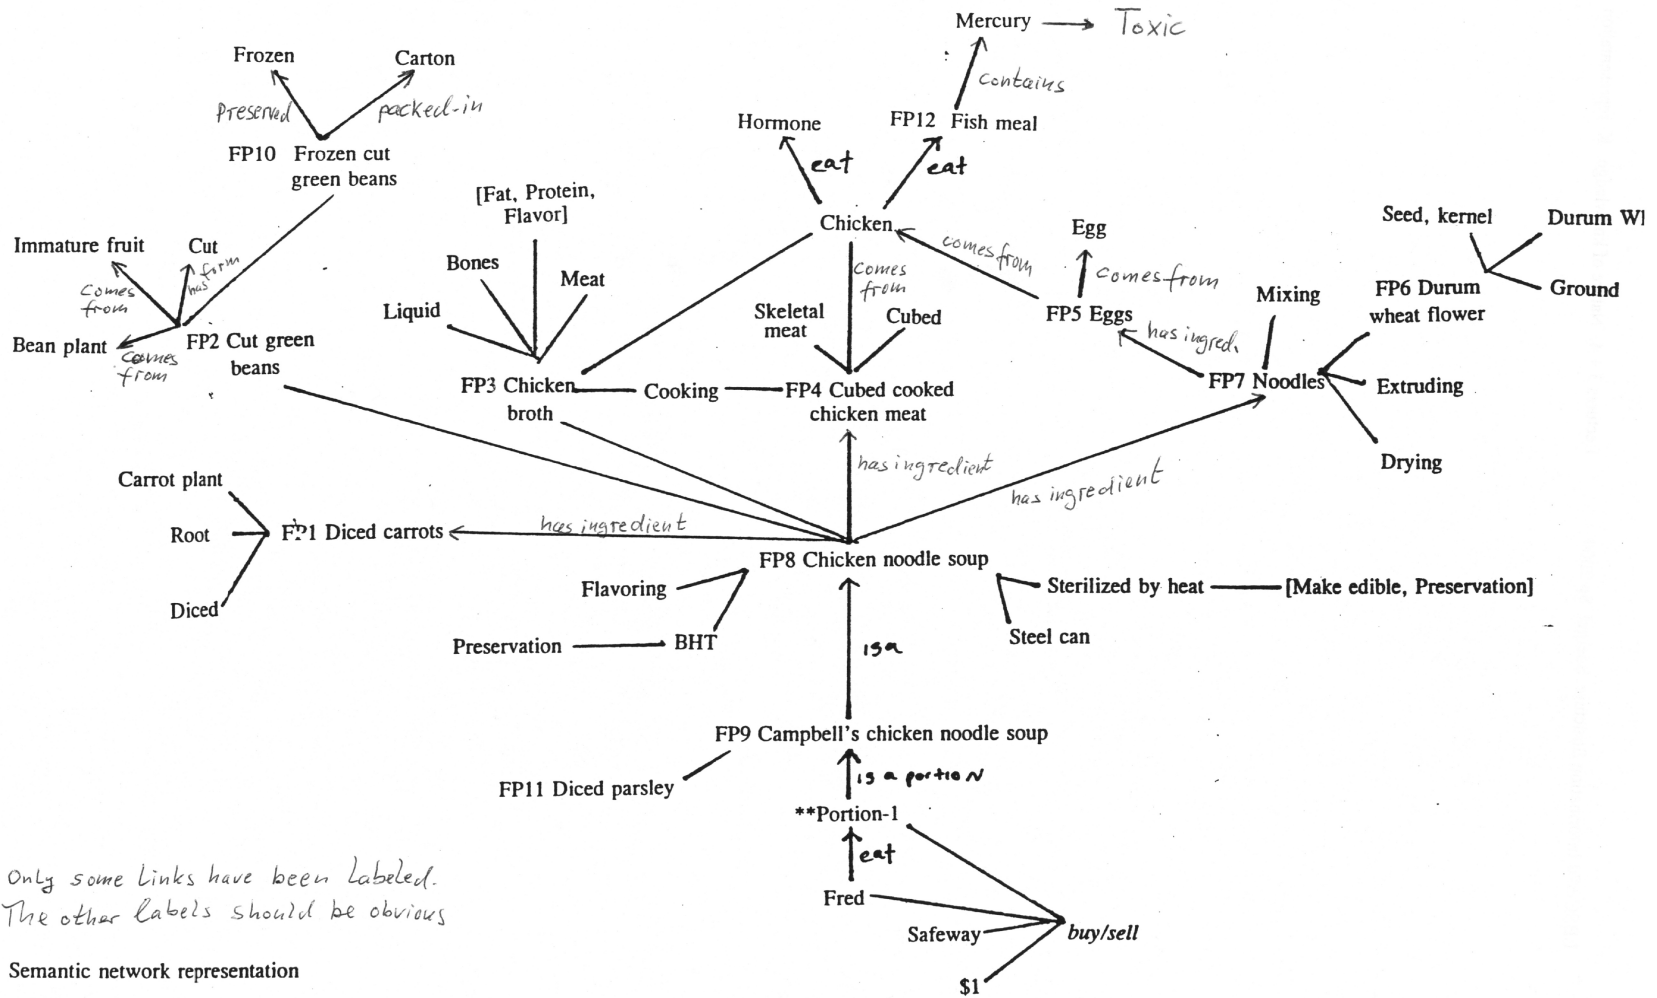 Mercury
Toxic
contains
Frozen
Carton
Preserved
packed-in
FP10 Frozen cut
green beans
Hormone
FP12 Fish meal
eat
eat
[Fat, Protein,
Flavor]
Chicken
Immature fruit
Cut
has form
comes
from
Bean plant
comes
from
FP2 Cut green
beans
Bones
Meat
Liquid
comes
from
Skeletal
meat
Cubed
comes from
Egg
comes from
FP5 Eggs
has ingred.
Seed, kernel
Durum W
Ground
FP6 Durum
wheat flower
Mixing
FP7 Noodles
Extruding
Drying
FP3 Chicken
broth
Cooking
FP4 Cubed cooked
chicken meat
has ingredient
has ingredient
Carrot plant
Root
Diced
FP1 Diced carrots
has ingredient
FP8 Chicken noodle soup
Flavoring
Preservation
BHT
Sterilized by heat
[Make edible, Preservation]
Steel can
isa
FP9 Campbell's chicken noodle soup
FP11 Diced parsley
is a portion
**Portion-1
eat
Fred
Safeway
buy/sell
$1
Only some links have been labeled.
The other labels should be obvious
Semantic network representation